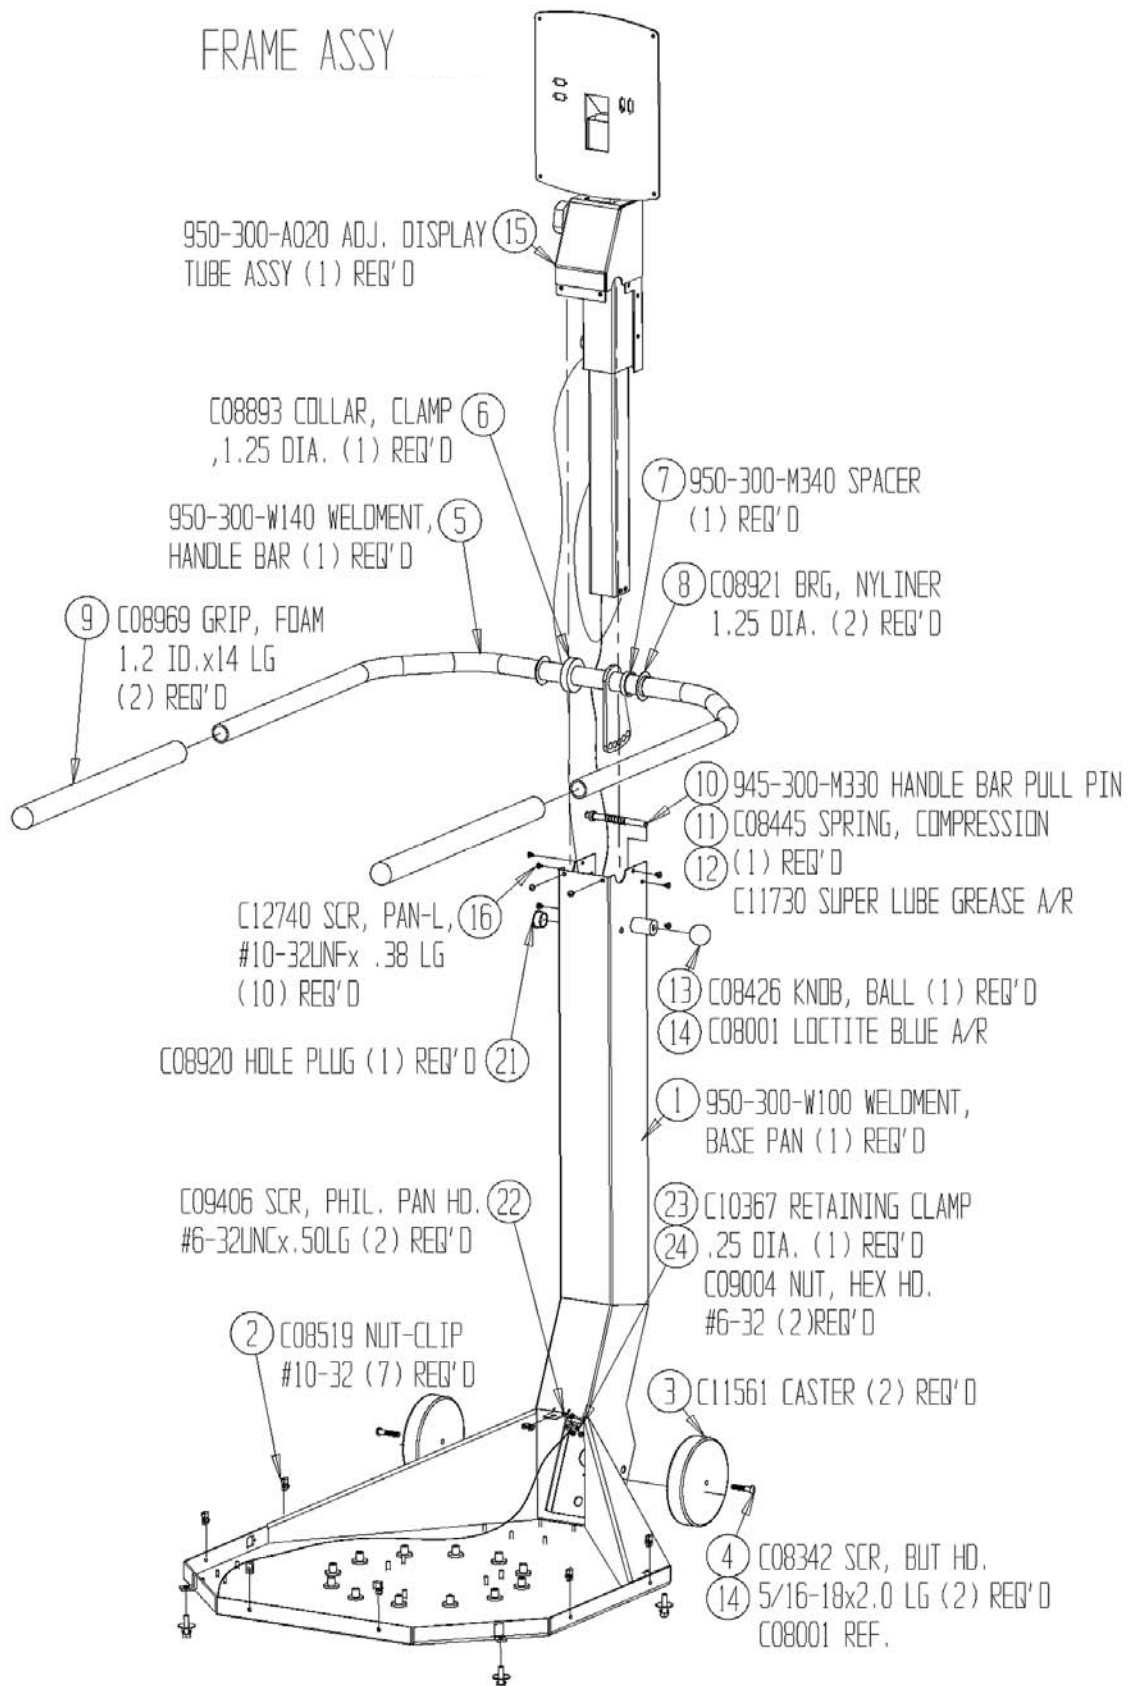 FRAME ASSY
950-300-A020 ADJ. DISPLAY 15
TUBE ASSY (1) REQ'D
C08893 COLLAR, CLAMP 6
,1.25 DIA. (1) REQ'D
7 950-300-M340 SPACER
(1) REQ'D
950-300-W140 WELDMENT, 5
HANDLE BAR (1) REQ'D
8 C08921 BRG, NYLINER
1.25 DIA. (2) REQ'D
9 C08969 GRIP, FOAM
1.2 ID.x14 LG
(2) REQ'D
10 945-300-M330 HANDLE BAR PULL PIN
11 C08445 SPRING, COMPRESSION
12 (1) REQ'D
C11730 SUPER LUBE GREASE A/R
C12740 SCR, PAN-L, 16
#10-32UNFx .38 LG
(10) REQ'D
13 C08426 KNOB, BALL (1) REQ'D
14 C08001 LOCTITE BLUE A/R
C08920 HOLE PLUG (1) REQ'D 21
1 950-300-W100 WELDMENT,
BASE PAN (1) REQ'D
C09406 SCR, PHIL. PAN HD. 22
#6-32UNCx.50LG (2) REQ'D
23 C10367 RETAINING CLAMP
24 .25 DIA. (1) REQ'D
C09004 NUT, HEX HD.
#6-32 (2)REQ'D
2 C08519 NUT-CLIP
#10-32 (7) REQ'D
3 C11561 CASTER (2) REQ'D
4 C08342 SCR, BUT HD.
14 5/16-18x2.0 LG (2) REQ'D
C08001 REF.